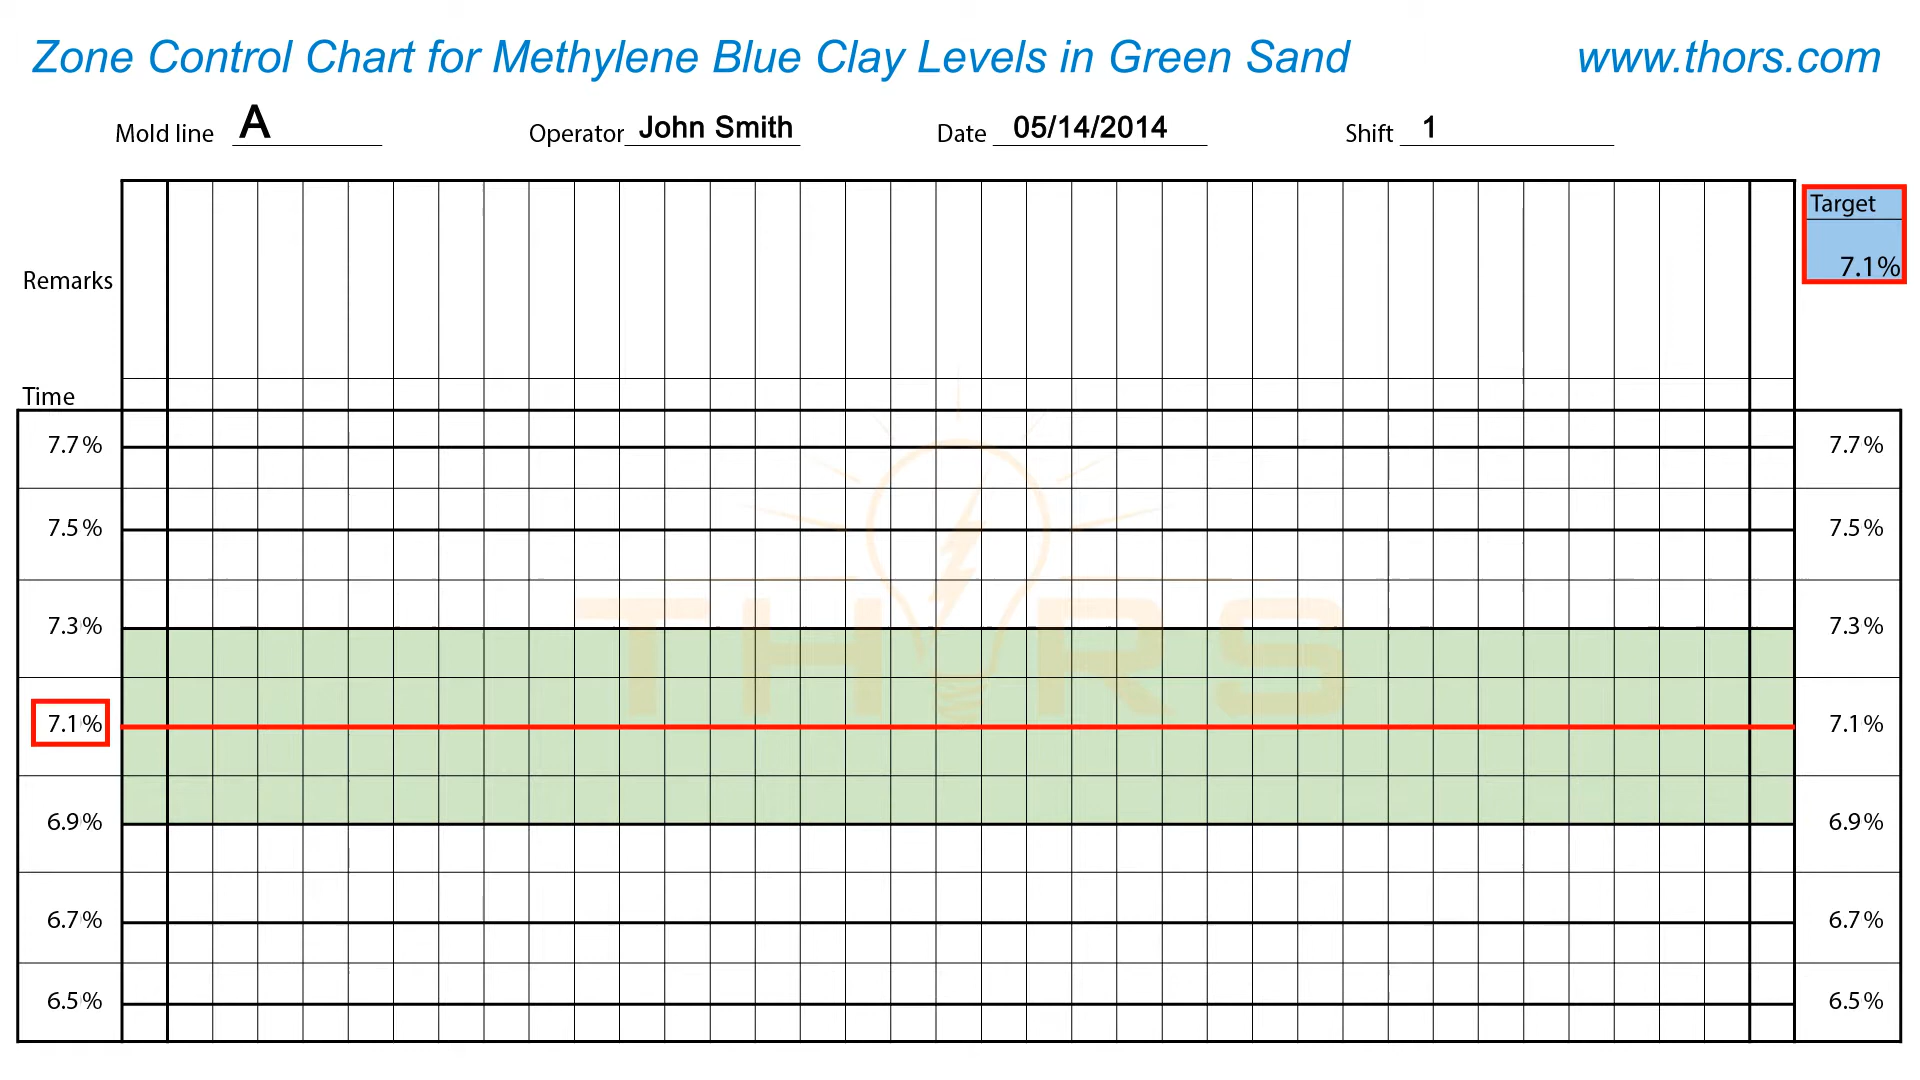 Zone Control Chart for Methylene Blue Clay Levels in Green Sand www.thors.com
Mold line A Operator John Smith Date 05/14/2014 Shift 1
Target
7.1%
Remarks
Time
7.7% 7.7%
7.5% 7.5%
THORS
7.3% 7.3%
7.1% 7.1%
6.9% 6.9%
6.7% 6.7%
6.5% 6.5%